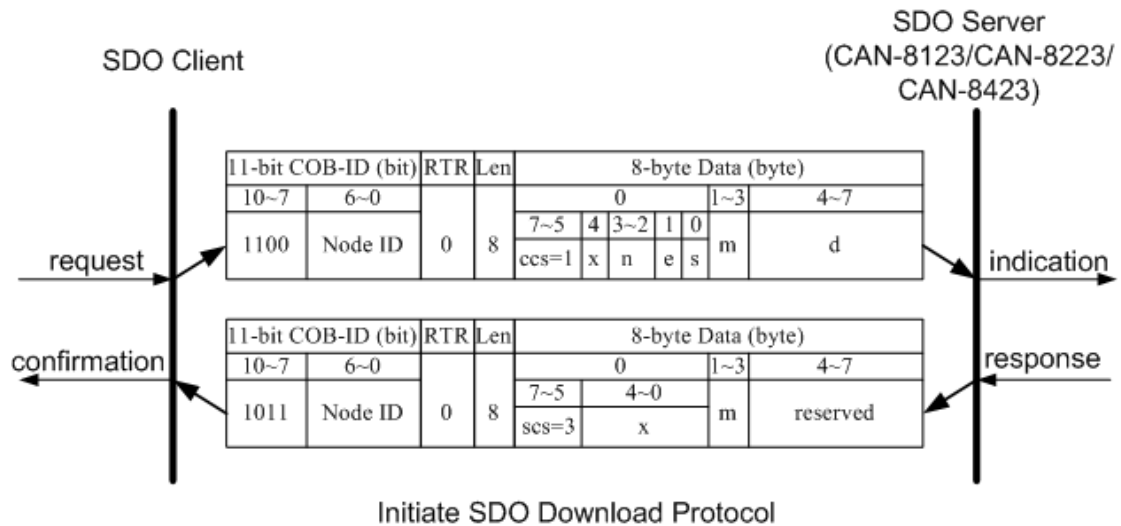 SDO Client
SDO Server
(CAN-8123/CAN-8223/
CAN-8423)
11-bit COB-ID (bit) RTR Len 8-byte Data (byte)
10~7 6~0 0 1~3 4~7
7~5 4 3~2 1 0
1100 Node ID 0 8 m d
ccs=1 x n e s
request
indication
11-bit COB-ID (bit) RTR Len 8-byte Data (byte)
10~7 6~0 0 1~3 4~7
7~5 4~0
1011 Node ID 0 8 m reserved
scs=3 x
confirmation
response
Initiate SDO Download Protocol